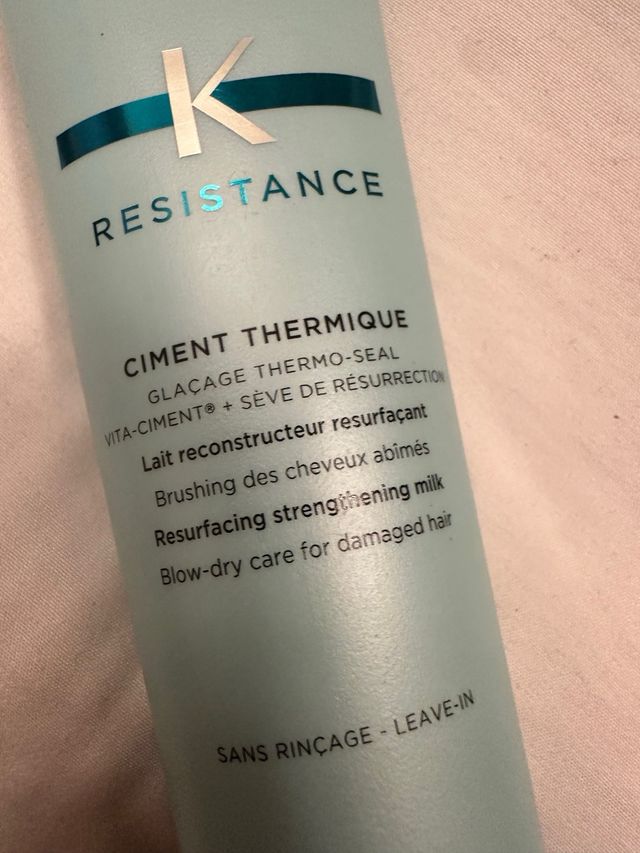 K
RESISTANCE
CIMENT THERMIQUE
GLAÇAGE THERMO-SEAL
VITA-CIMENT® + SÈVE DE RÉSURRECTION
Lait reconstructeur resurfaçant
Brushing des cheveux abîmés
Resurfacing strengthening milk
Blow-dry care for damaged hair
SANS RINÇAGE - LEAVE-IN